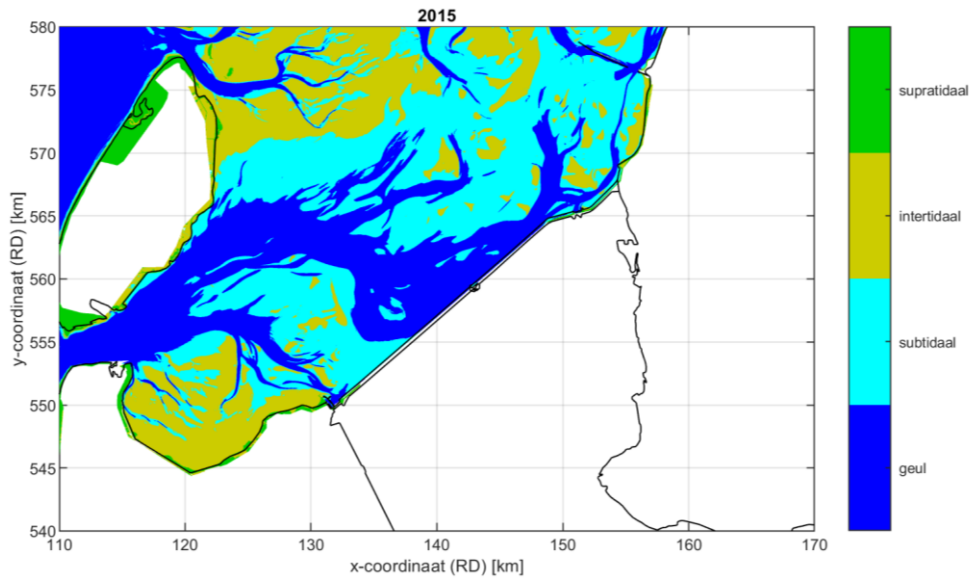 2015
580
575
570
565
560
555
550
545
540
y-coordinaat (RD) [km]
110 120 130 140 150 160 170
x-coordinaat (RD) [km]
supratidaal
intertidaal
subtidaal
geul